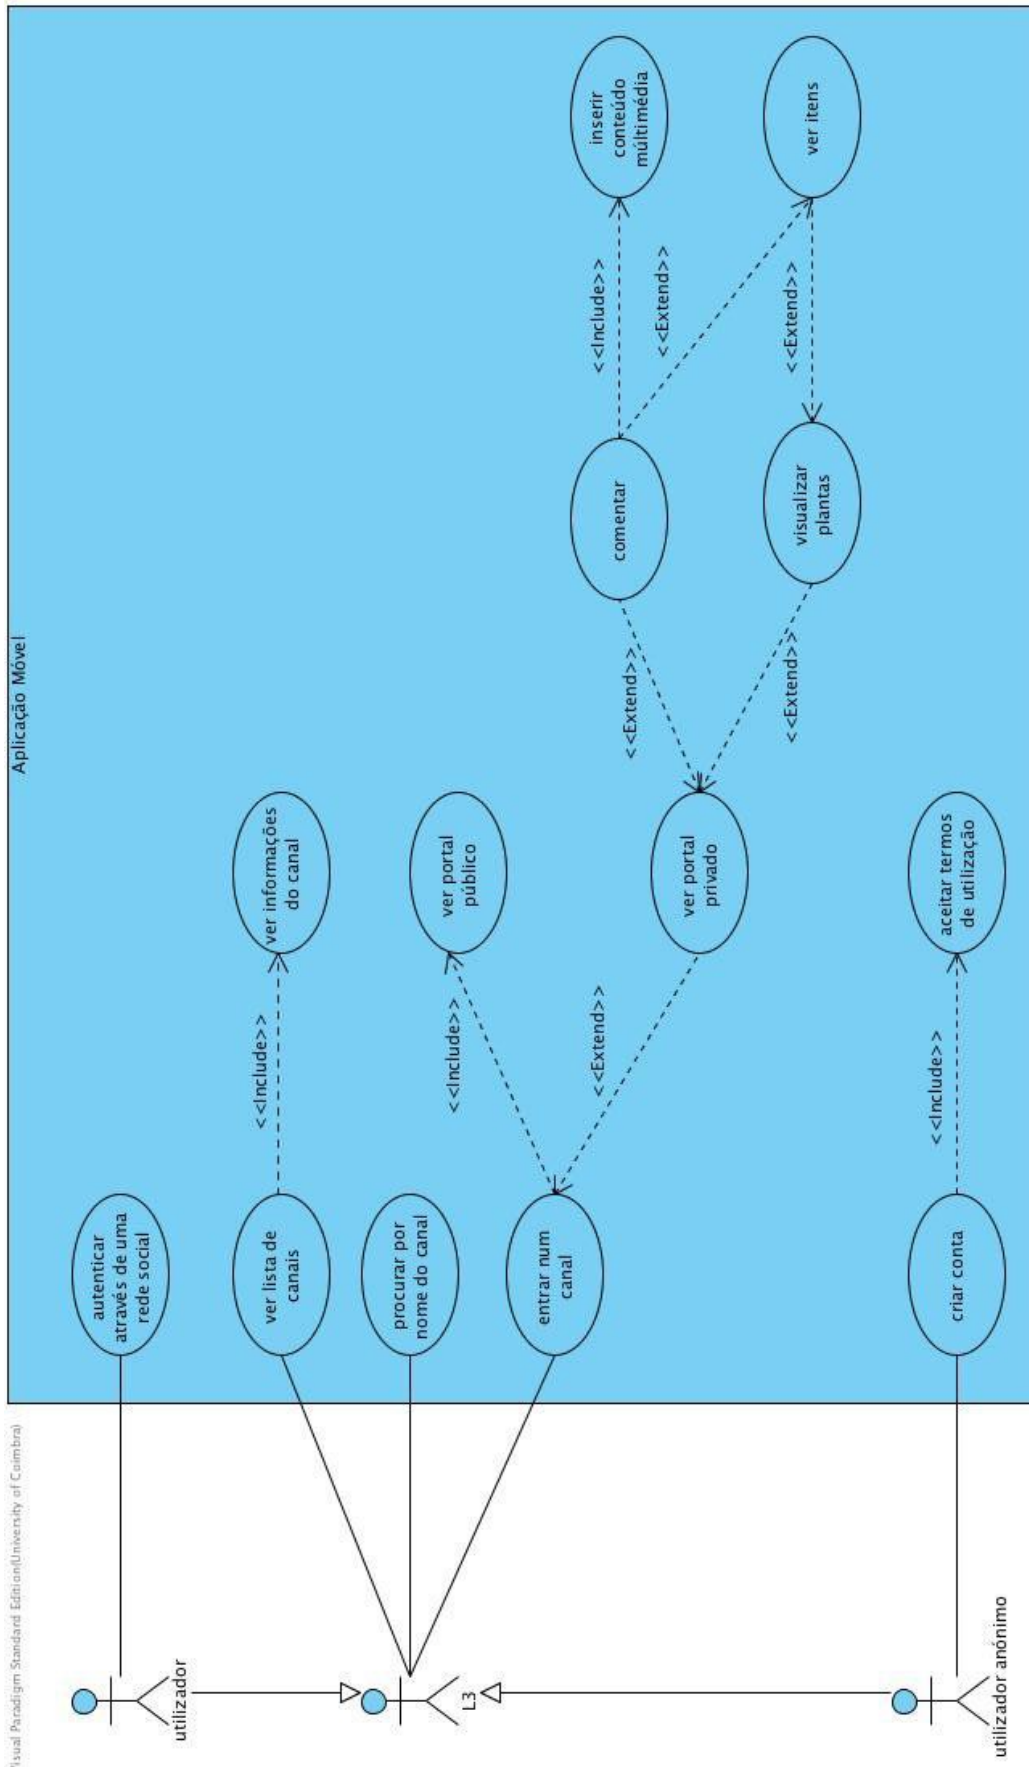 Visual Paradigm Standard Edition(University of Coimbra)
Aplicação Móvel
utilizador
autenticar
através de uma
rede social
ver lista de
canais
<<Include>>
ver informações
do canal
procurar por
nome do canal
L3
entrar num
canal
<<Include>>
ver portal
público
<<Extend>>
ver portal
privado
<<Extend>>
<<Extend>>
comentar
<<Include>>
inserir
conteúdo
múltimédia
<<Extend>>
visualizar
plantas
<<Extend>>
ver itens
utilizador anónimo
criar conta
<<Include>>
aceitar termos
de utilização